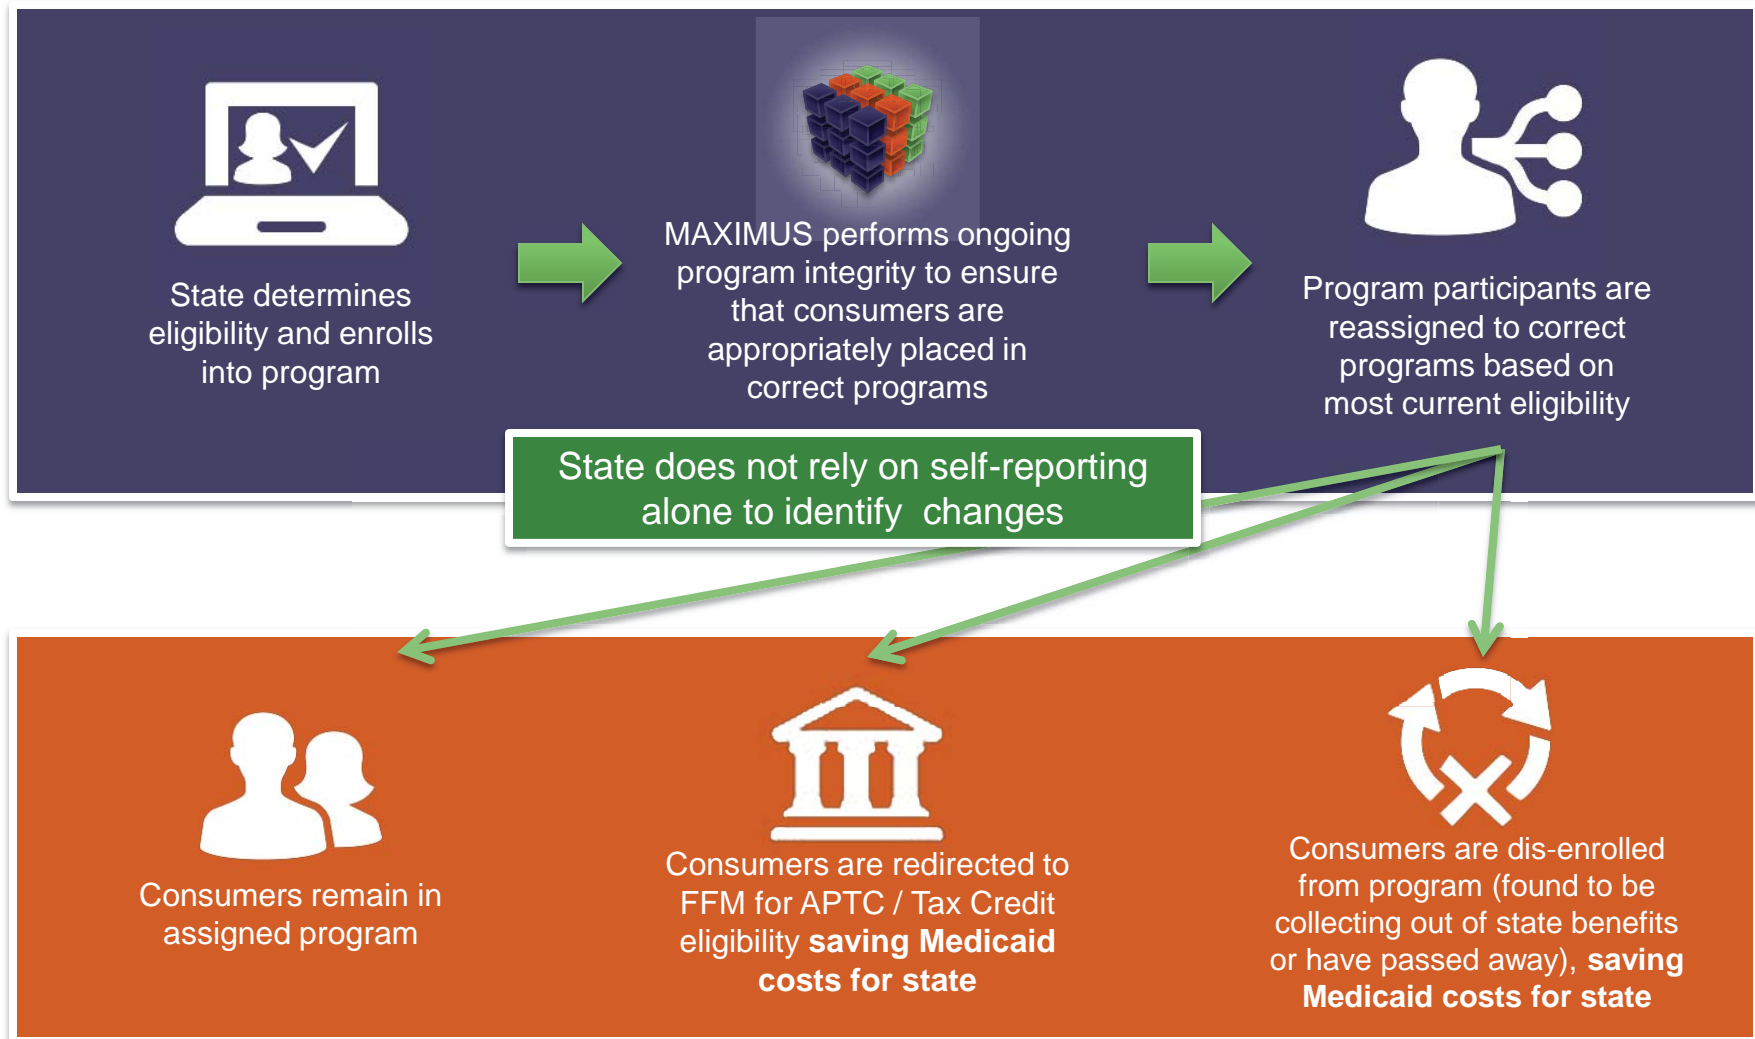 State determines
eligibility and enrolls
into program
MAXIMUS performs ongoing
program integrity to ensure
that consumers are
appropriately placed in
correct programs
Program participants are
reassigned to correct
programs based on
most current eligibility
State does not rely on self-reporting
alone to identify  changes
Consumers remain in
assigned program
Consumers are redirected to
FFM for APTC / Tax Credit
eligibility saving Medicaid
costs for state
Consumers are dis-enrolled
from program (found to be
collecting out of state benefits
or have passed away), saving
Medicaid costs for state